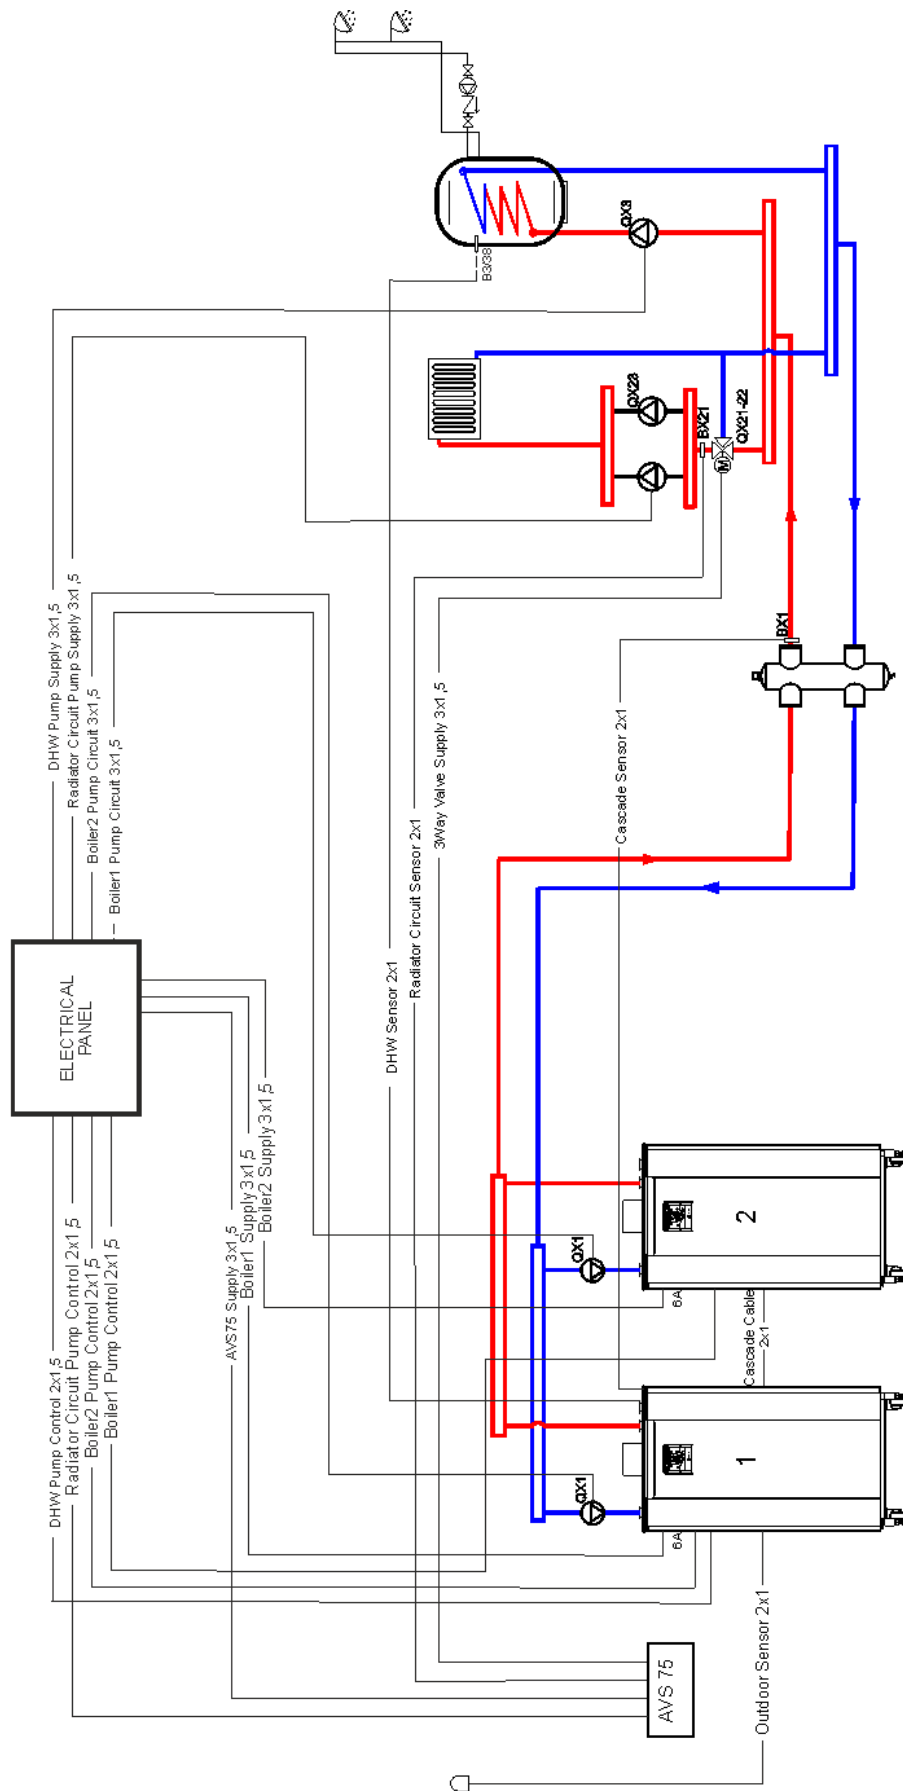 DHW Pump Supply 3x1,5
Radiator Circuit Pump Supply 3x1,5
Boiler2 Pump Circuit 3x1,5
Boiler1 Pump Circuit 3x1,5
ELECTRICAL
PANEL
DHW Pump Control 2x1,5
Radiator Circuit Pump Control 2x1,5
Boiler2 Pump Control 2x1,5
Boiler1 Pump Control 2x1,5
AVS75 Supply 3x1,5
Boiler1 Supply 3x1,5
Boiler2 Supply 3x1,5
DHW Sensor 2x1
Radiator Circuit Sensor 2x1
3Way Valve Supply 3x1,5
Cascade Sensor 2x1
B3/38
QX3
QX23
BX21
QX21-22
M
BX1
QX1
QX1
6A
6A
1
2
Cascade Cable
2x1
AVS 75
Outdoor Sensor 2x1